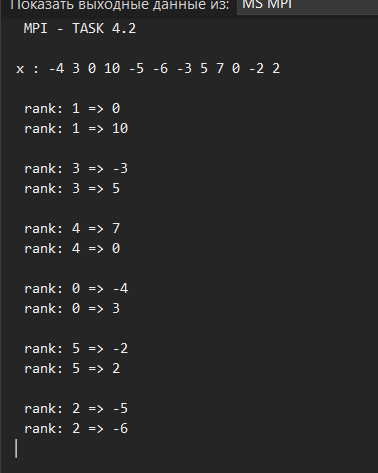 Показать выходные данные из: MS MPI
MPI - TASK 4.2
x : -4 3 0 10 -5 -6 -3 5 7 0 -2 2
rank: 1 => 0
rank: 1 => 10
rank: 3 => -3
rank: 3 => 5
rank: 4 => 7
rank: 4 => 0
rank: 0 => -4
rank: 0 => 3
rank: 5 => -2
rank: 5 => 2
rank: 2 => -5
rank: 2 => -6